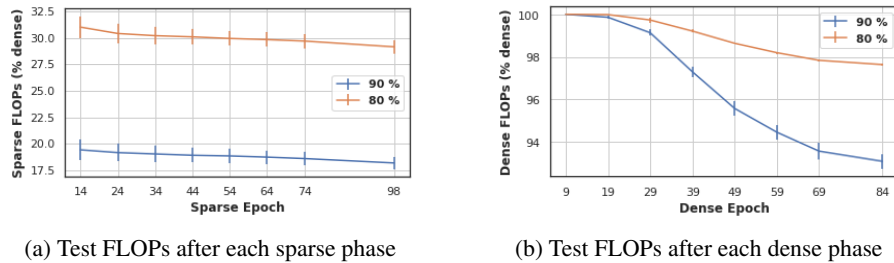 32.5
30.0
27.5
25.0
22.5
20.0
17.5
Sparse FLOPs (% dense)
90 %
80 %
14 24 34 44 54 64 74 98
Sparse Epoch
(a) Test FLOPs after each sparse phase
100
98
96
94
Dense FLOPs (% dense)
90 %
80 %
9 19 29 39 49 59 69 84
Dense Epoch
(b) Test FLOPs after each dense phase